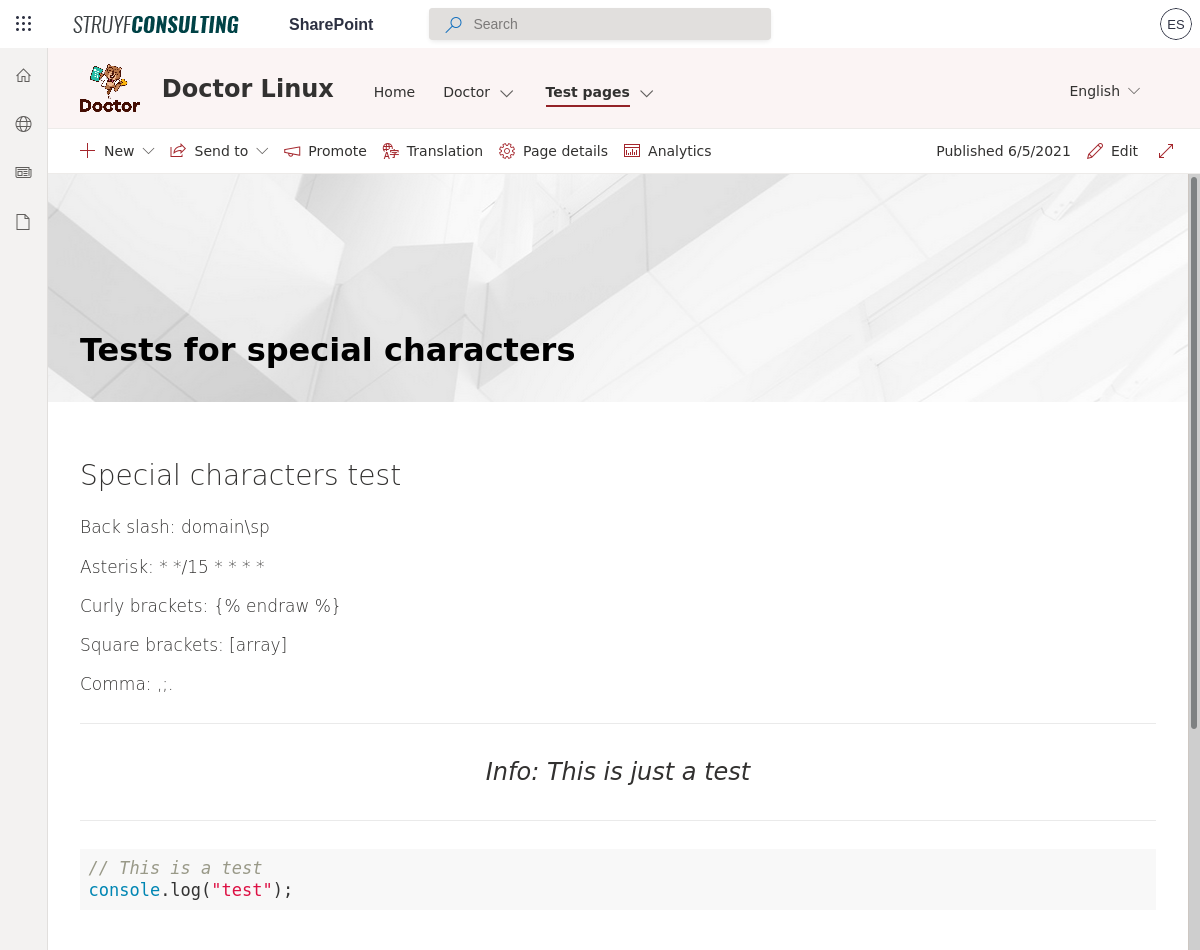 STRUYFCONSULTING
SharePoint
Search
ES
Doctor
Doctor Linux
Home
Doctor
Test pages
English
New
Send to
Promote
Translation
Page details
Analytics
Published 6/5/2021
Edit
Tests for special characters
Special characters test
Back slash: domain\sp
Asterisk: * */15 * * * *
Curly brackets: {% endraw %}
Square brackets: [array]
Comma: ,;.
Info: This is just a test
// This is a test
console.log("test");